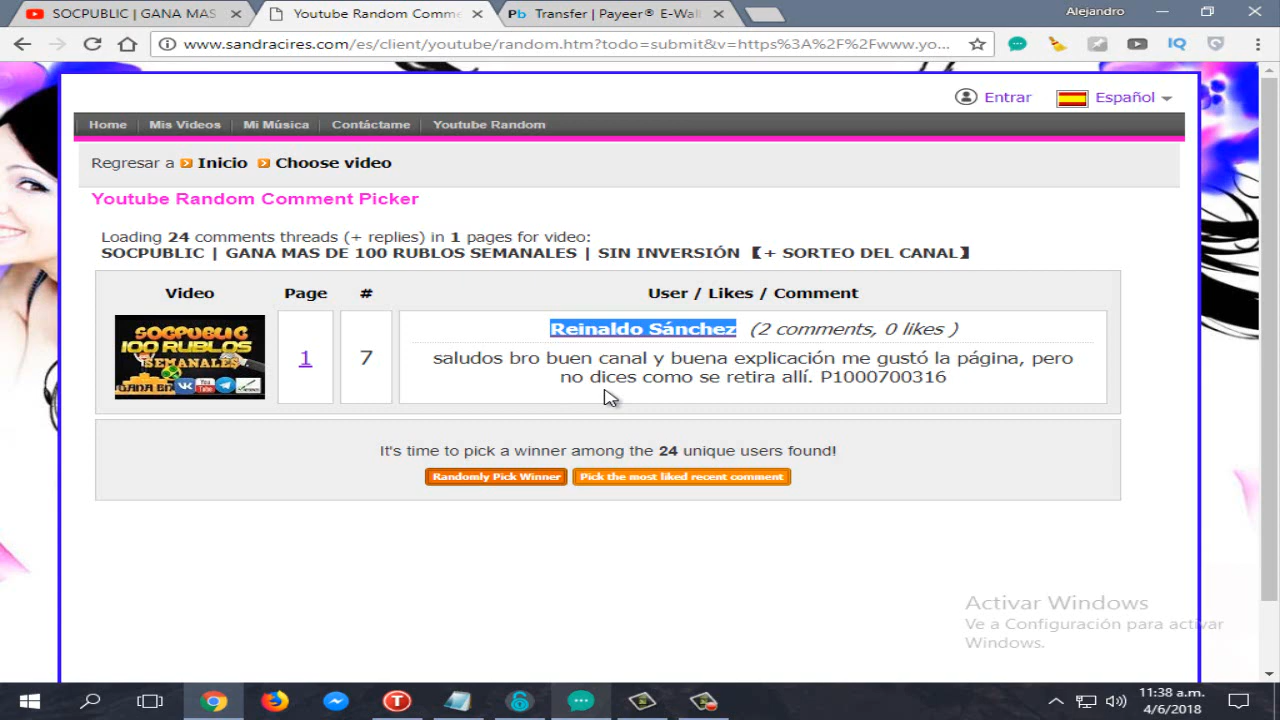 SOCPUBLIC | GANA MAS
Youtube Random Comme
Pb Transfer | Payeer® E-Wall
Alejandro
www.sandracires.com/es/client/youtube/random.htm?todo=submit&v=https%3A%2F%2Fwww.yo...
IQ
Entrar Español
Home Mis Videos Mi Música Contáctame Youtube Random
Regresar a Inicio Choose video
Youtube Random Comment Picker
Loading 24 comments threads (+ replies) in 1 pages for video:
SOCPUBLIC | GANA MAS DE 100 RUBLOS SEMANALES | SIN INVERSIÓN 【+ SORTEO DEL CANAL】
Video Page # User / Likes / Comment
SOCPUBLIC
100 RUBLOS
SEMANALES
GANA EN
1 7
Reinaldo Sánchez (2 comments, 0 likes )
saludos bro buen canal y buena explicación me gustó la página, pero
no dices como se retira allí. P1000700316
It's time to pick a winner among the 24 unique users found!
Randomly Pick Winner Pick the most liked recent comment
Activar Windows
Ve a Configuración para activar
Windows.
11:38 a.m.
4/6/2018